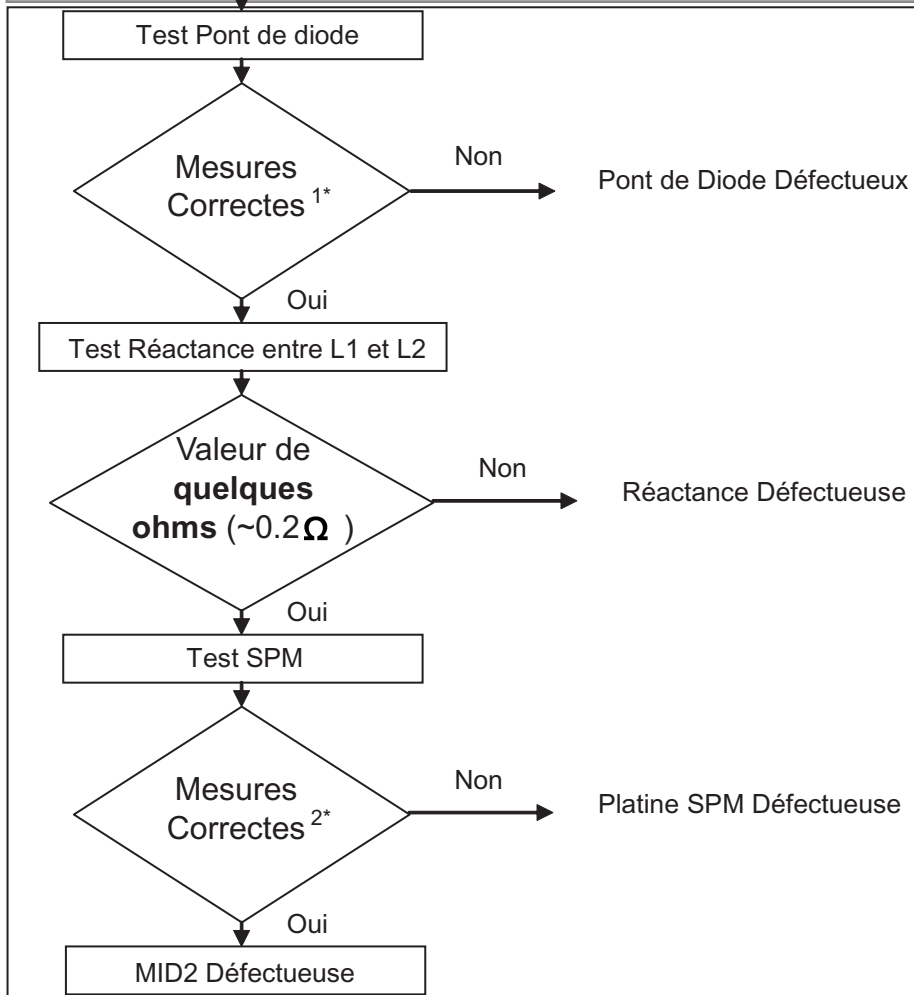 Test Pont de diode
Mesures
Correctes 1*
Non
Pont de Diode Défectueux
Oui
Test Réactance entre L1 et L2
Valeur de
quelques
ohms (~0.2Ω )
Non
Réactance Défectueuse
Oui
Test SPM
Mesures
Correctes 2*
Non
Platine SPM Défectueuse
Oui
MID2 Défectueuse